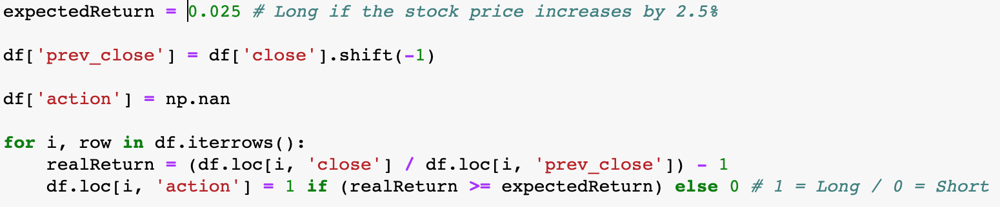 expectedReturn = 0.025 # Long if the stock price increases by 2.5%
df['prev_close'] = df['close'].shift(-1)
df['action'] = np.nan
for i, row in df.iterrows():
    realReturn = (df.loc[i, 'close'] / df.loc[i, 'prev_close']) - 1
    df.loc[i, 'action'] = 1 if (realReturn >= expectedReturn) else 0 # 1 = Long / 0 = Short